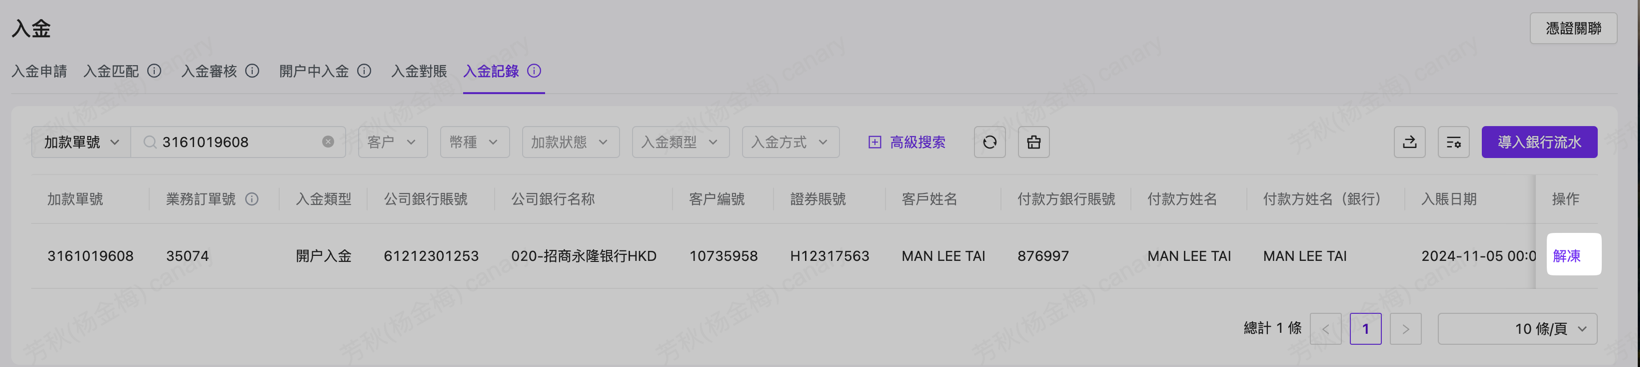 入金
憑證關聯
入金申請 入金匹配 入金審核 開戶中入金 入金對賬 入金記錄
加款單號 3161019608 客户 幣種 加款狀態 入金類型 入金方式 高級搜索 導入銀行流水
加款單號 業務訂單號 入金類型 公司銀行賬號 公司銀行名称 客户編號 證券賬號 客戶姓名 付款方銀行賬號 付款方姓名 付款方姓名（銀行） 入賬日期 操作
3161019608 35074 開户入金 61212301253 020-招商永隆银行HKD 10735958 H12317563 MAN LEE TAI 876997 MAN LEE TAI MAN LEE TAI 2024-11-05 00:0 解凍
總計 1 條 1 10 條/頁
芳秋(杨金梅) canary